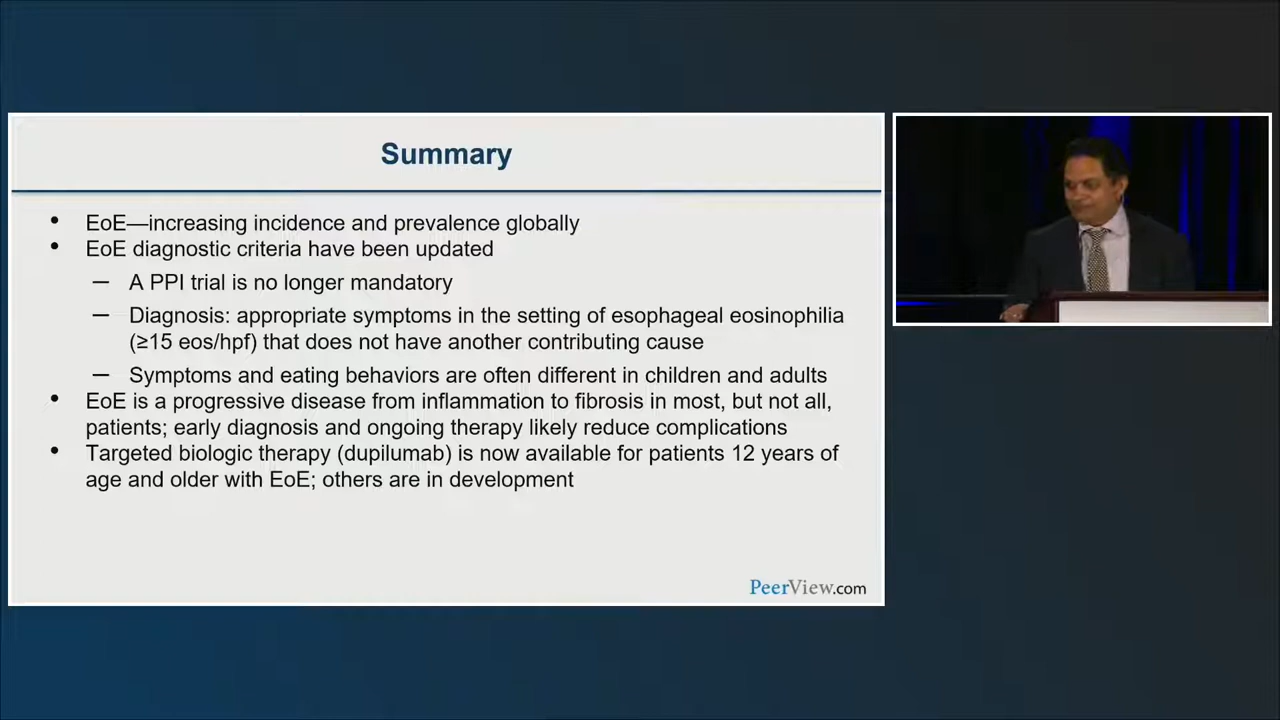 Summary
• EoE—increasing incidence and prevalence globally
• EoE diagnostic criteria have been updated
— A PPI trial is no longer mandatory
— Diagnosis: appropriate symptoms in the setting of esophageal eosinophilia
(≥15 eos/hpf) that does not have another contributing cause
— Symptoms and eating behaviors are often different in children and adults
• EoE is a progressive disease from inflammation to fibrosis in most, but not all,
patients; early diagnosis and ongoing therapy likely reduce complications
• Targeted biologic therapy (dupilumab) is now available for patients 12 years of
age and older with EoE; others are in development
PeerView.com